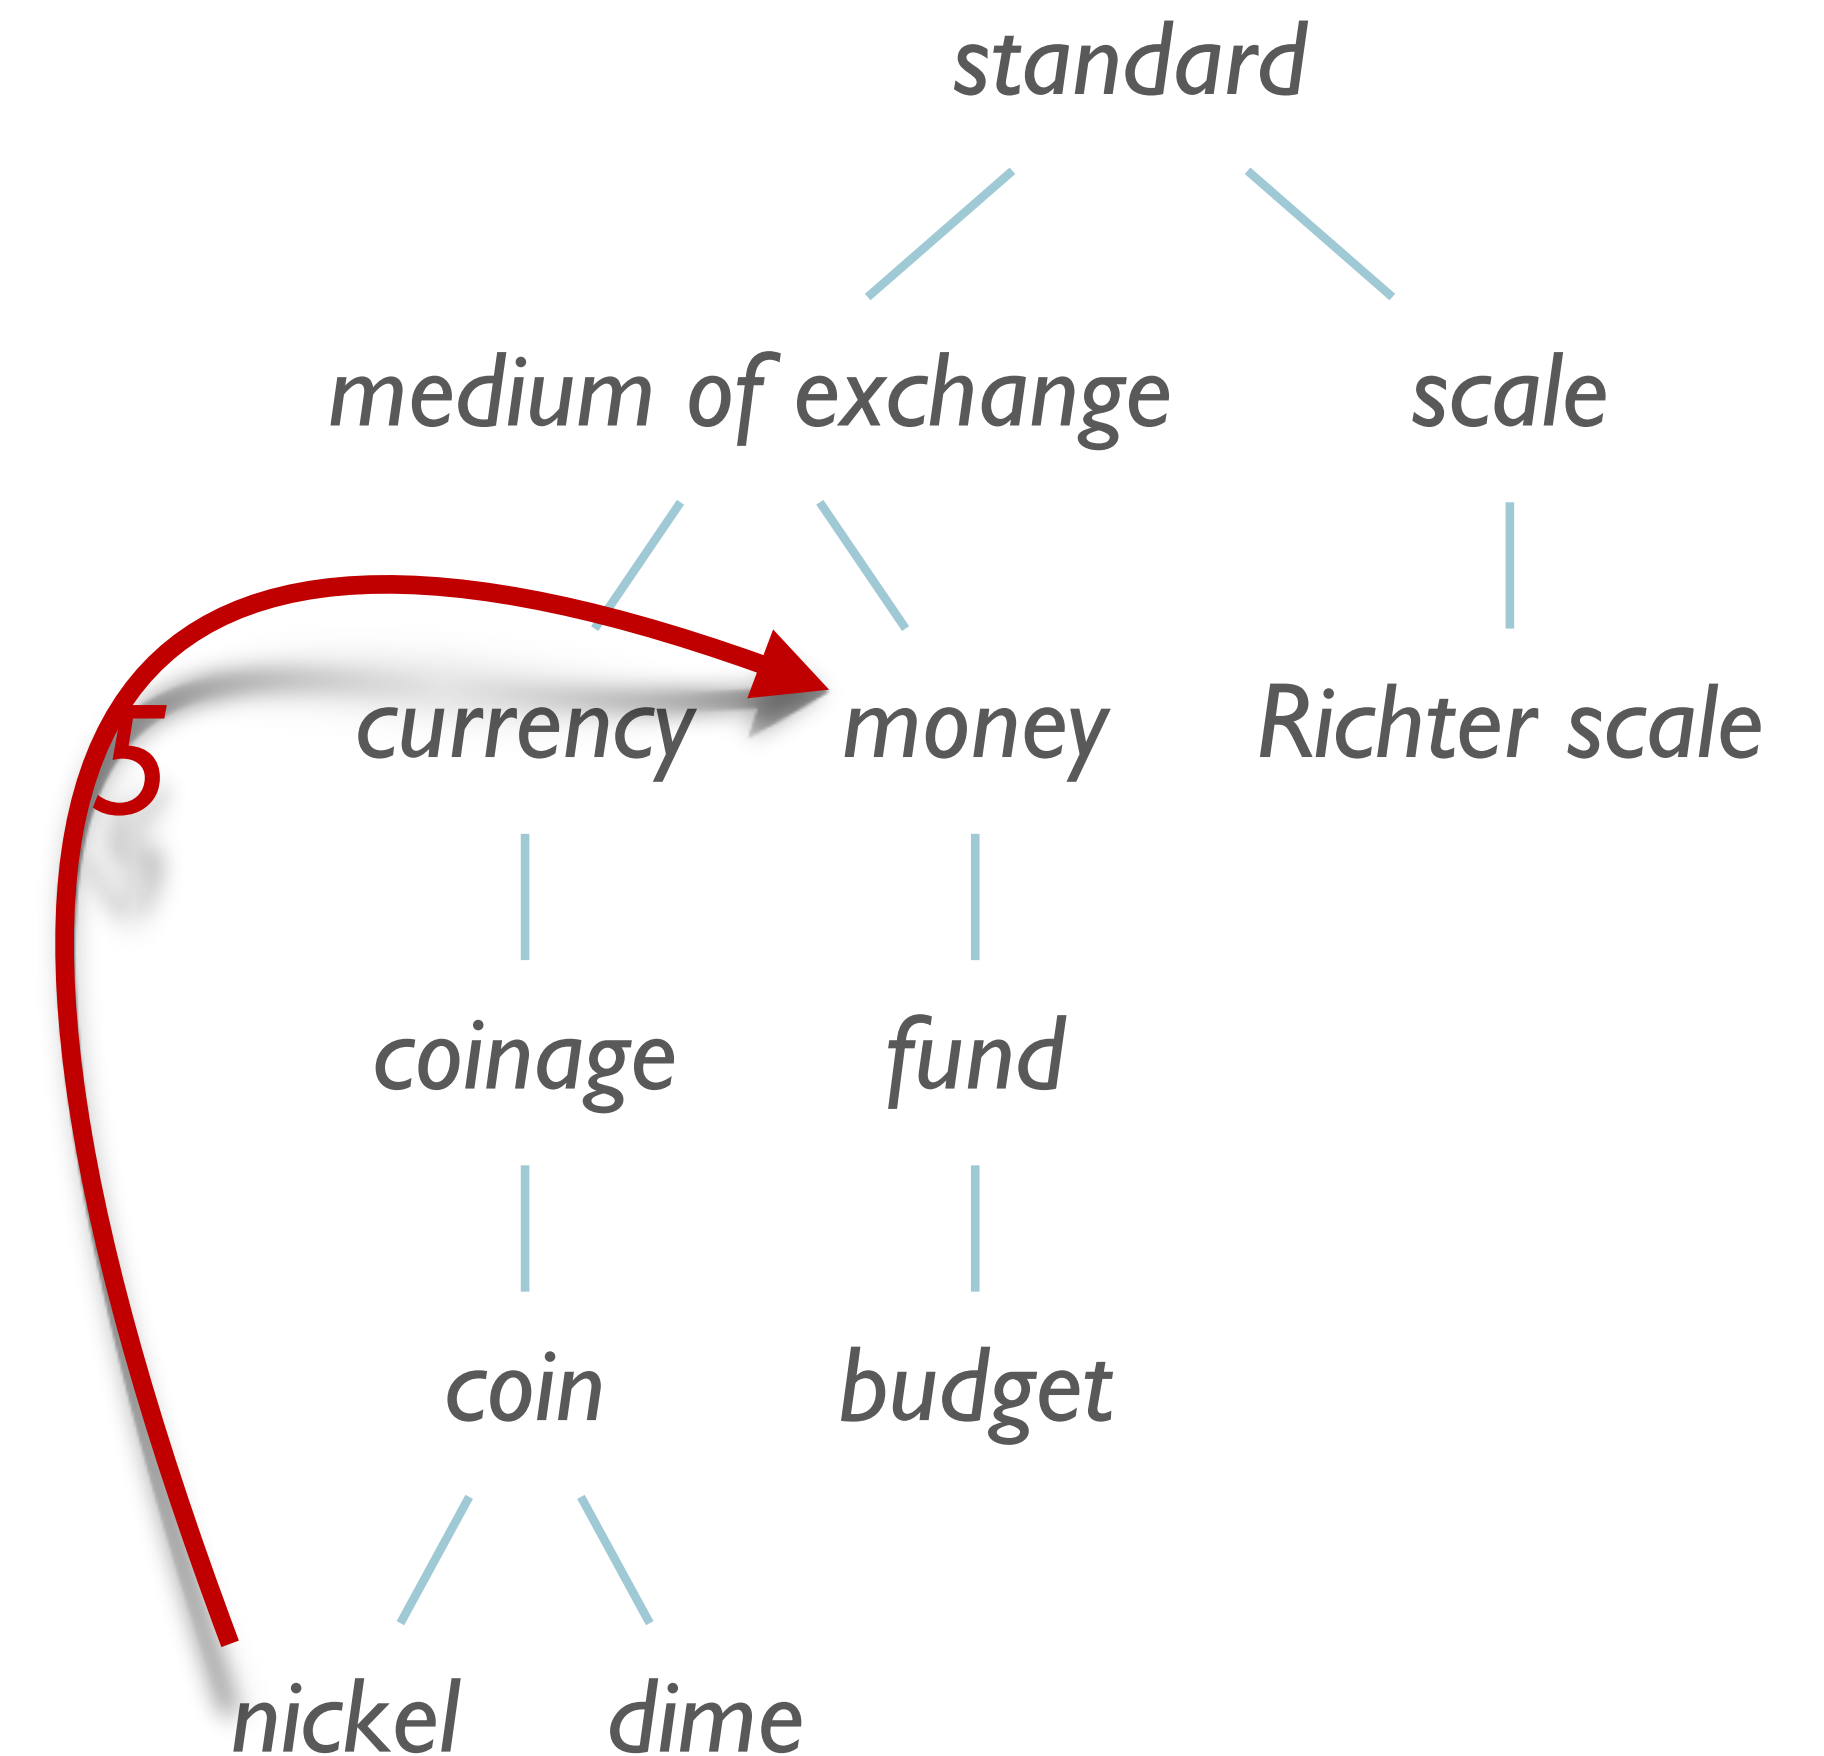 standard
medium of exchange scale
currency money Richter scale
5
coinage fund
coin budget
nickel dime